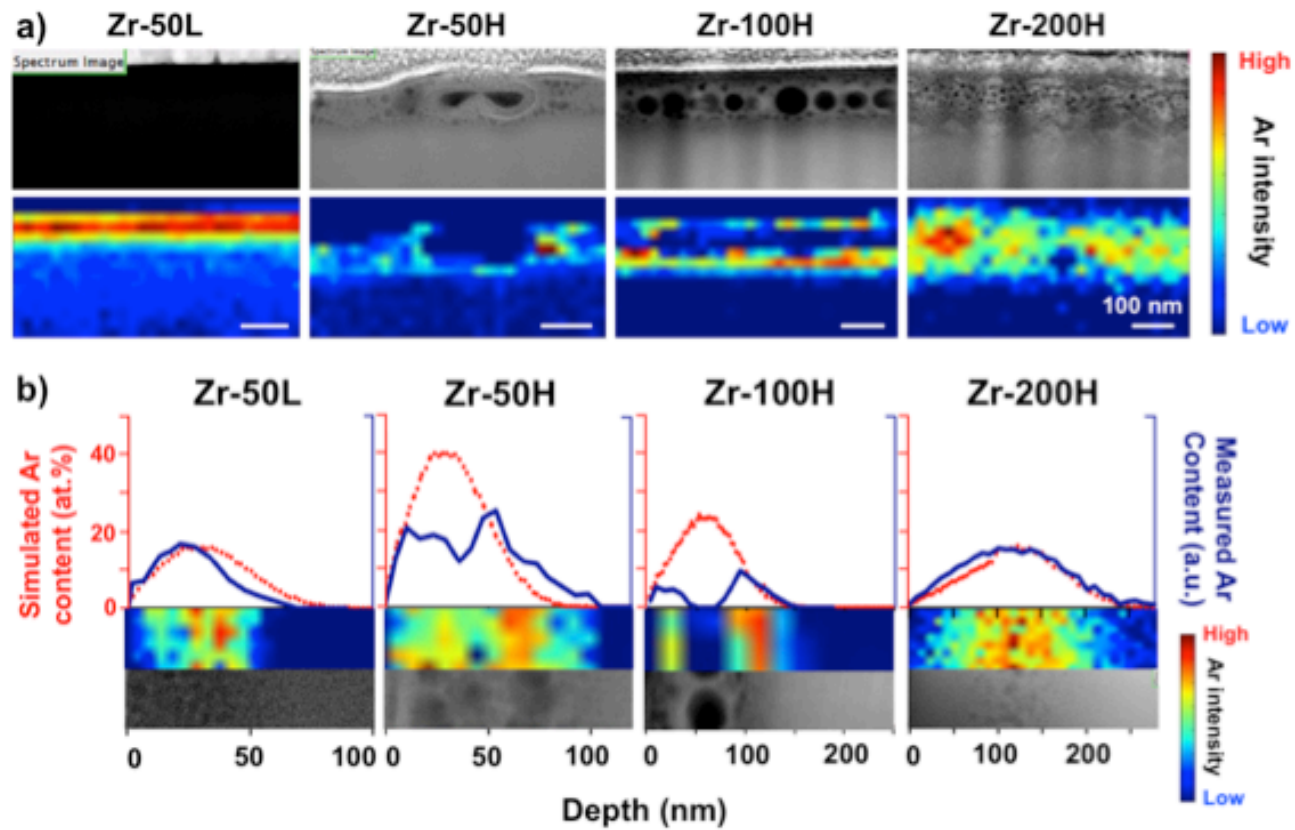 a)
Zr-50L Zr-50H Zr-100H Zr-200H
Spectrum Image
High
Ar intensity
Low
100 nm
b)
Zr-50L Zr-50H Zr-100H Zr-200H
Simulated Ar
content (at.%)
40
20
0
Measured Ar
Content (a.u.)
High
Ar intensity
Low
0 50 100 0 50 100 0 100 200 0 100 200
Depth (nm)